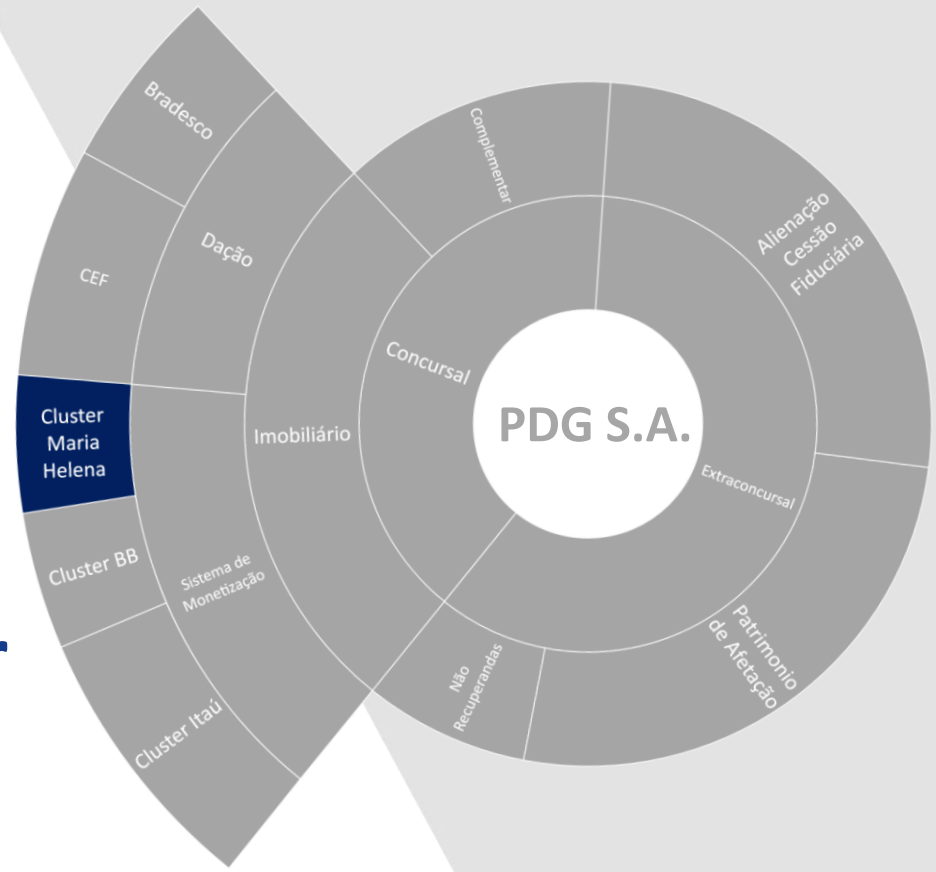 Bradesco
Complementar
Alienação
Cessão
Fiduciária
Dação
CEF
Concursal
Cluster
Maria
Helena
Imobiliário
PDG S.A.
Extraconcursal
Cluster BB
Sistema de
Monetização
Patrimonio
de Afetação
Não
Recuperandas
Cluster Itaú